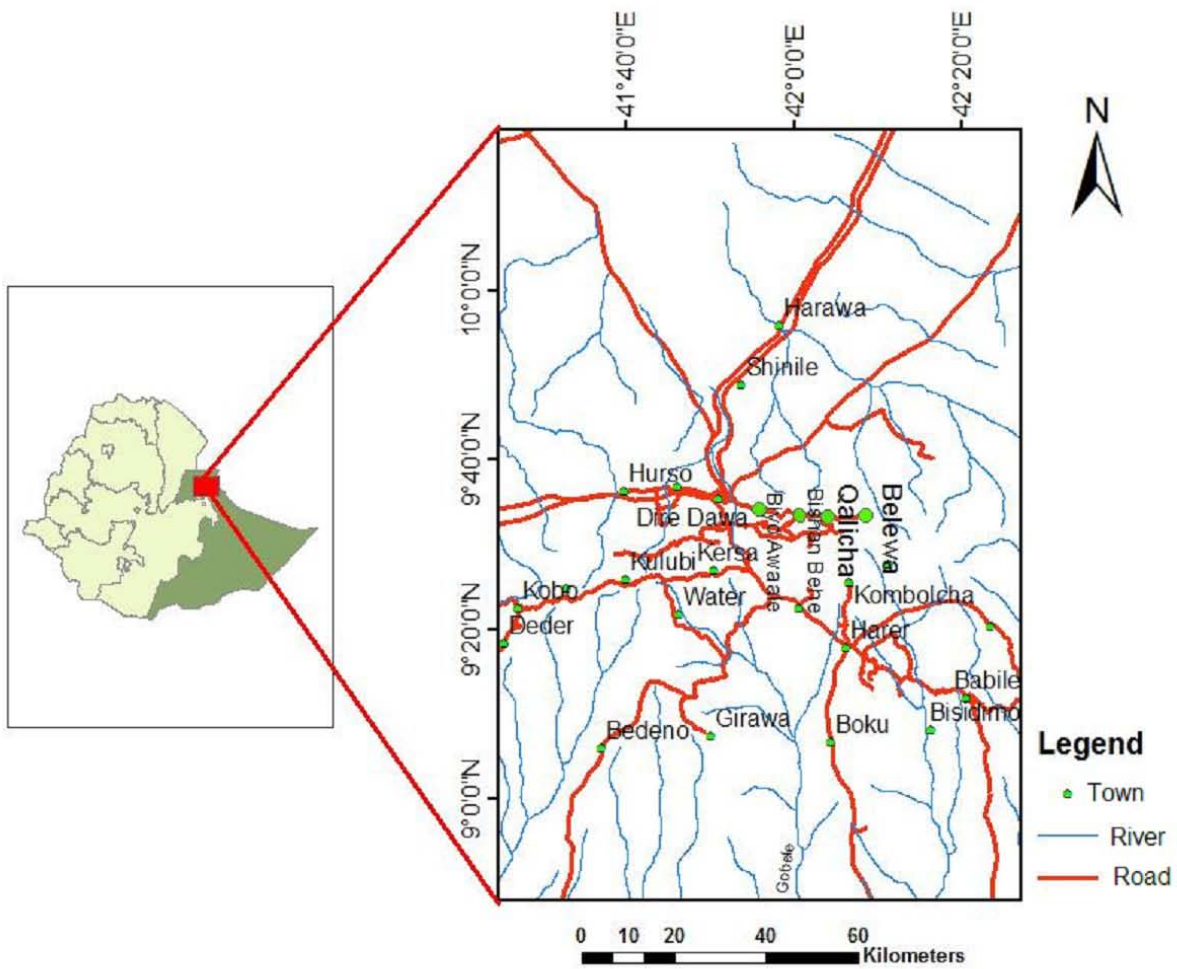 41°40'0"E
42°0'0"E
42°20'0"E
N
10°0'0"N
9°40'0"N
9°20'0"N
9°0'0"N
Harawa
Shinile
Hurso
Dire Dawa
Biyo Awaale
Bishan Behe
Qalicha
Belewa
Kulubi
Kersa
Kobo
Water
Kombolcha
Deder
Harer
Babile
Bedeno
Girawa
Boku
Bisidimo
Gobele
Legend
Town
River
Road
0 10 20 40 60
Kilometers